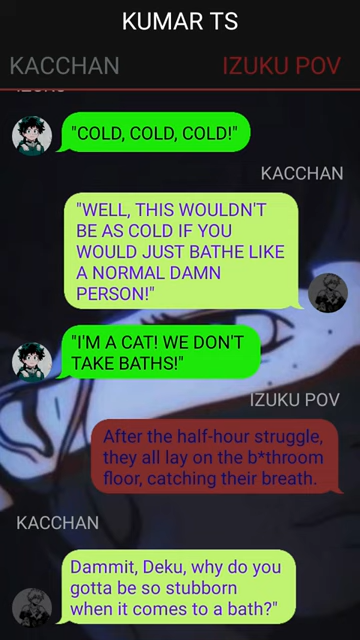 KUMAR TS
KACCHAN
IZUKU POV
"COLD, COLD, COLD!"
KACCHAN
"WELL, THIS WOULDN'T
BE AS COLD IF YOU
WOULD JUST BATHE LIKE
A NORMAL DAMN
PERSON!"
"I'M A CAT! WE DON'T
TAKE BATHS!"
IZUKU POV
After the half-hour struggle,
they all lay on the b*throom
floor, catching their breath.
KACCHAN
Dammit, Deku, why do you
gotta be so stubborn
when it comes to a bath?"